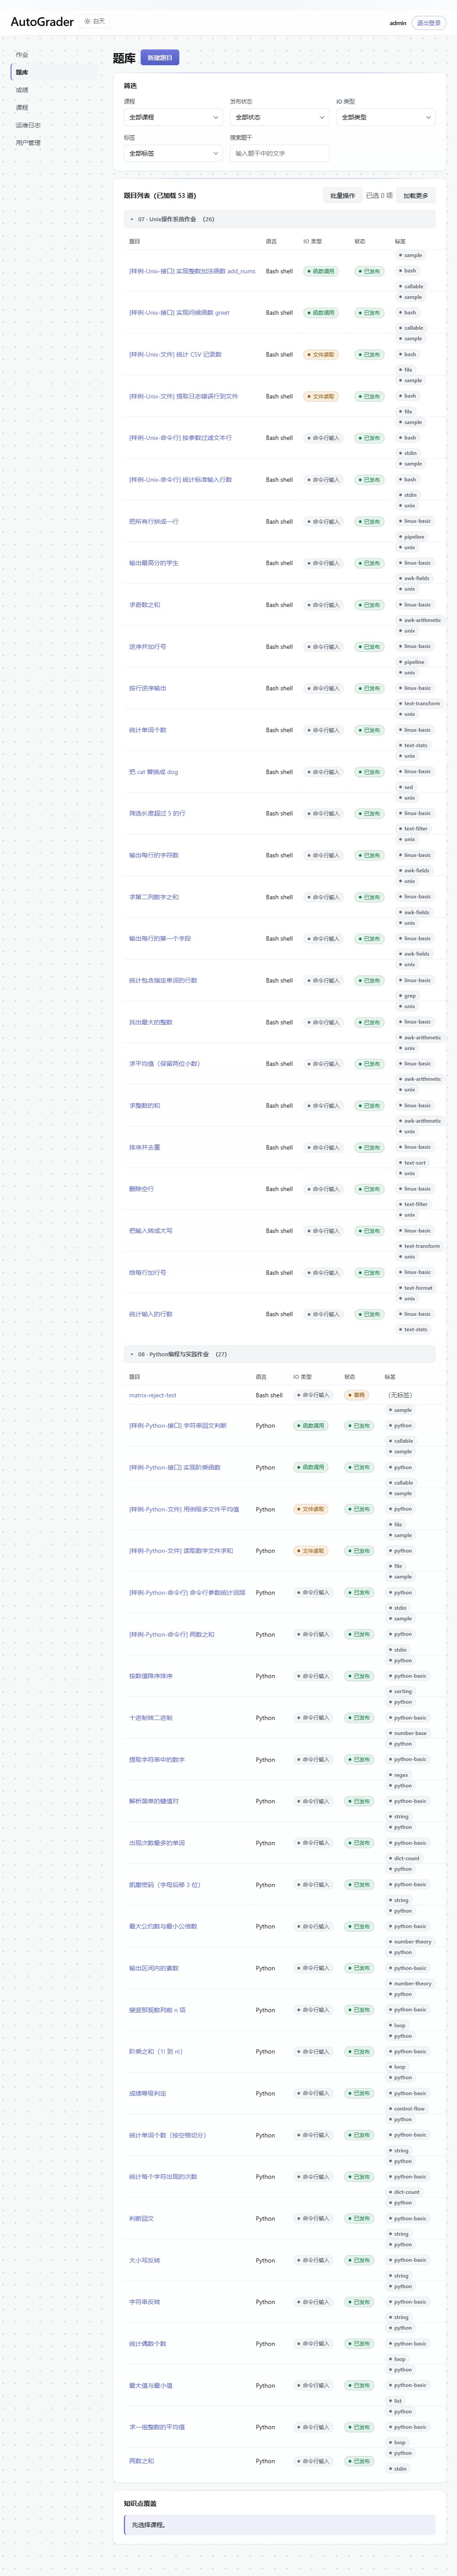 AutoGrader
白天
admin
退出登录
作业
题库
成绩
课程
运维日志
用户管理
题库
新建题目
筛选
课程
发布状态
IO 类型
全部课程
全部状态
全部类型
标签
搜索题干
全部标签
输入题干中的文字
题目列表（已加载 53 道）
批量操作
已选 0 项
加载更多
07 - Unix操作系统作业 (26)
题目 语言 IO 类型 状态 标签
[样例-Unix-接口] 实现整数加法函数 add_nums Bash shell 函数调用 已发布 sample bash callable
[样例-Unix-接口] 实现问候函数 greet Bash shell 函数调用 已发布 sample bash callable
[样例-Unix-文件] 统计 CSV 记录数 Bash shell 文件读取 已发布 sample bash file
[样例-Unix-文件] 提取日志错误行到文件 Bash shell 文件读取 已发布 sample bash file
[样例-Unix-命令行] 按参数过滤文本行 Bash shell 命令行输入 已发布 sample bash stdin
[样例-Unix-命令行] 统计标准输入行数 Bash shell 命令行输入 已发布 sample bash stdin
把所有行拼成一行 Bash shell 命令行输入 已发布 unix linux-basic pipeline
输出最高分的学生 Bash shell 命令行输入 已发布 unix linux-basic awk-fields
求奇数之和 Bash shell 命令行输入 已发布 unix linux-basic awk-arithmetic
逆序并加行号 Bash shell 命令行输入 已发布 unix linux-basic pipeline
按行逆序输出 Bash shell 命令行输入 已发布 unix linux-basic text-transform
统计单词个数 Bash shell 命令行输入 已发布 unix linux-basic text-stats
把 cat 替换成 dog Bash shell 命令行输入 已发布 unix linux-basic sed
筛选长度超过 5 的行 Bash shell 命令行输入 已发布 unix linux-basic text-filter
输出每行的字符数 Bash shell 命令行输入 已发布 unix linux-basic awk-fields
求第二列数字之和 Bash shell 命令行输入 已发布 unix linux-basic awk-fields
输出每行的第一个字段 Bash shell 命令行输入 已发布 unix linux-basic awk-fields
统计包含指定单词的行数 Bash shell 命令行输入 已发布 unix linux-basic grep
找出最大的整数 Bash shell 命令行输入 已发布 unix linux-basic awk-arithmetic
求平均值（保留两位小数） Bash shell 命令行输入 已发布 unix linux-basic awk-arithmetic
求整数的和 Bash shell 命令行输入 已发布 unix linux-basic awk-arithmetic
排序并去重 Bash shell 命令行输入 已发布 unix linux-basic text-sort
删除空行 Bash shell 命令行输入 已发布 unix linux-basic text-filter
把输入转成大写 Bash shell 命令行输入 已发布 unix linux-basic text-transform
给每行加行号 Bash shell 命令行输入 已发布 unix linux-basic text-format
统计输入的行数 Bash shell 命令行输入 已发布 unix linux-basic text-stats
08 - Python编程与实践作业 (27)
题目 语言 IO 类型 状态 标签
matrix-reject-test Bash shell 命令行输入 草稿 （无标签）
[样例-Python-接口] 字符串回文判断 Python 函数调用 已发布 sample python callable
[样例-Python-接口] 实现阶乘函数 Python 函数调用 已发布 sample python callable
[样例-Python-文件] 用例级多文件平均值 Python 文件读取 已发布 sample python file
[样例-Python-文件] 读取数字文件求和 Python 文件读取 已发布 sample python file
[样例-Python-命令行] 命令行参数统计词频 Python 命令行输入 已发布 sample python stdin
[样例-Python-命令行] 两数之和 Python 命令行输入 已发布 sample python stdin
按数值降序排序 Python 命令行输入 已发布 python python-basic sorting
十进制转二进制 Python 命令行输入 已发布 python python-basic number-base
提取字符串中的数字 Python 命令行输入 已发布 python python-basic regex
解析简单的键值对 Python 命令行输入 已发布 python python-basic string
出现次数最多的单词 Python 命令行输入 已发布 python python-basic dict-count
凯撒密码（字母后移 3 位） Python 命令行输入 已发布 python python-basic string
最大公约数与最小公倍数 Python 命令行输入 已发布 python python-basic number-theory
输出区间内的素数 Python 命令行输入 已发布 python python-basic number-theory
斐波那契数列前 n 项 Python 命令行输入 已发布 python python-basic loop
阶乘之和（1! 到 n!） Python 命令行输入 已发布 python python-basic loop
成绩等级判定 Python 命令行输入 已发布 python python-basic control-flow
统计单词个数（按空格切分） Python 命令行输入 已发布 python python-basic string
统计每个字符出现的次数 Python 命令行输入 已发布 python python-basic dict-count
判断回文 Python 命令行输入 已发布 python python-basic string
大小写反转 Python 命令行输入 已发布 python python-basic string
字符串反转 Python 命令行输入 已发布 python python-basic string
统计偶数个数 Python 命令行输入 已发布 python python-basic loop
最大值与最小值 Python 命令行输入 已发布 python python-basic list
求一组整数的平均值 Python 命令行输入 已发布 python python-basic loop
两数之和 Python 命令行输入 已发布 python stdin
知识点覆盖
先选择课程。